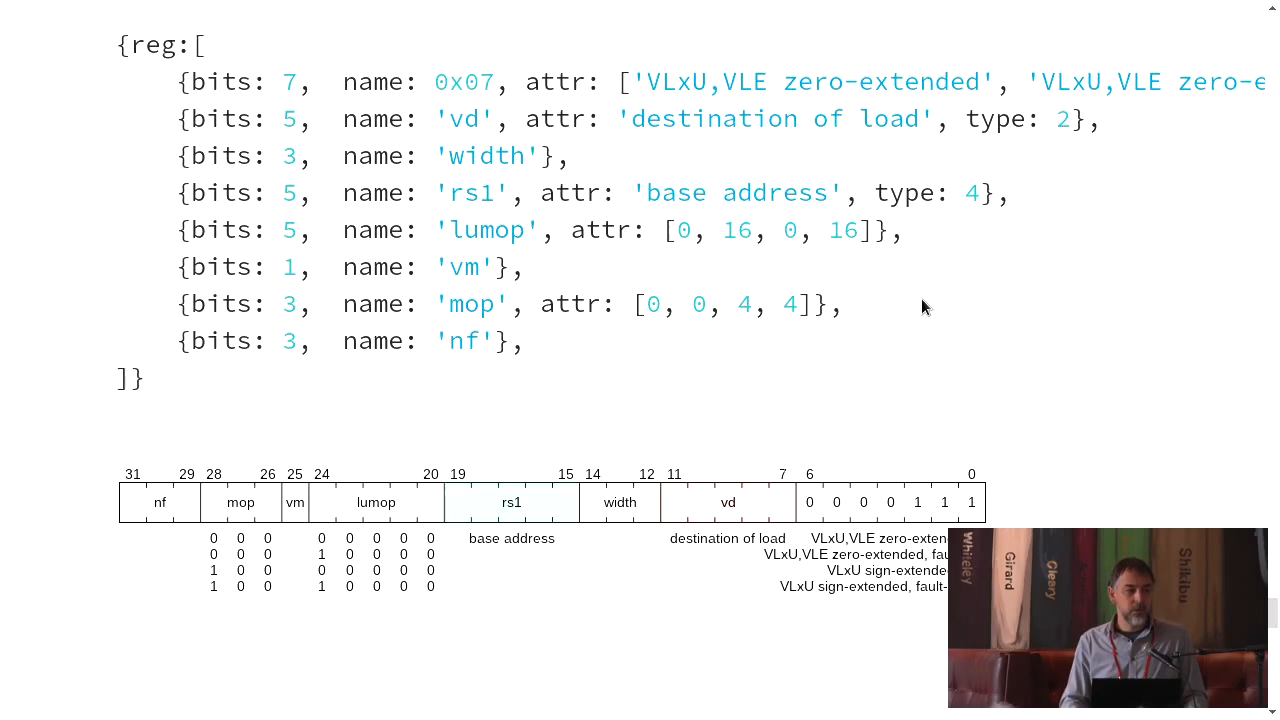 {reg:[
{bits: 7, name: 0x07, attr: ['VLxU,VLE zero-extended', 'VLxU,VLE zero-e
{bits: 5, name: 'vd', attr: 'destination of load', type: 2},
{bits: 3, name: 'width'},
{bits: 5, name: 'rs1', attr: 'base address', type: 4},
{bits: 5, name: 'lumop', attr: [0, 16, 0, 16]},
{bits: 1, name: 'vm'},
{bits: 3, name: 'mop', attr: [0, 0, 4, 4]},
{bits: 3, name: 'nf'},
]}
31 29 28 26 25 24 20 19 15 14 12 11 7 6 0
nf mop vm lumop rs1 width vd 0 0 0 0 1 1 1
0 0 0 0 0 0 0 0 base address destination of load VLxU,VLE zero-exten
0 0 0 1 0 0 0 0 VLxU,VLE zero-extended, fau
1 0 0 0 0 0 0 0 VLxU sign-extende
1 0 0 1 0 0 0 0 VLxU sign-extended, fault-
Whiteley
Girard
Cleary
Shikibu